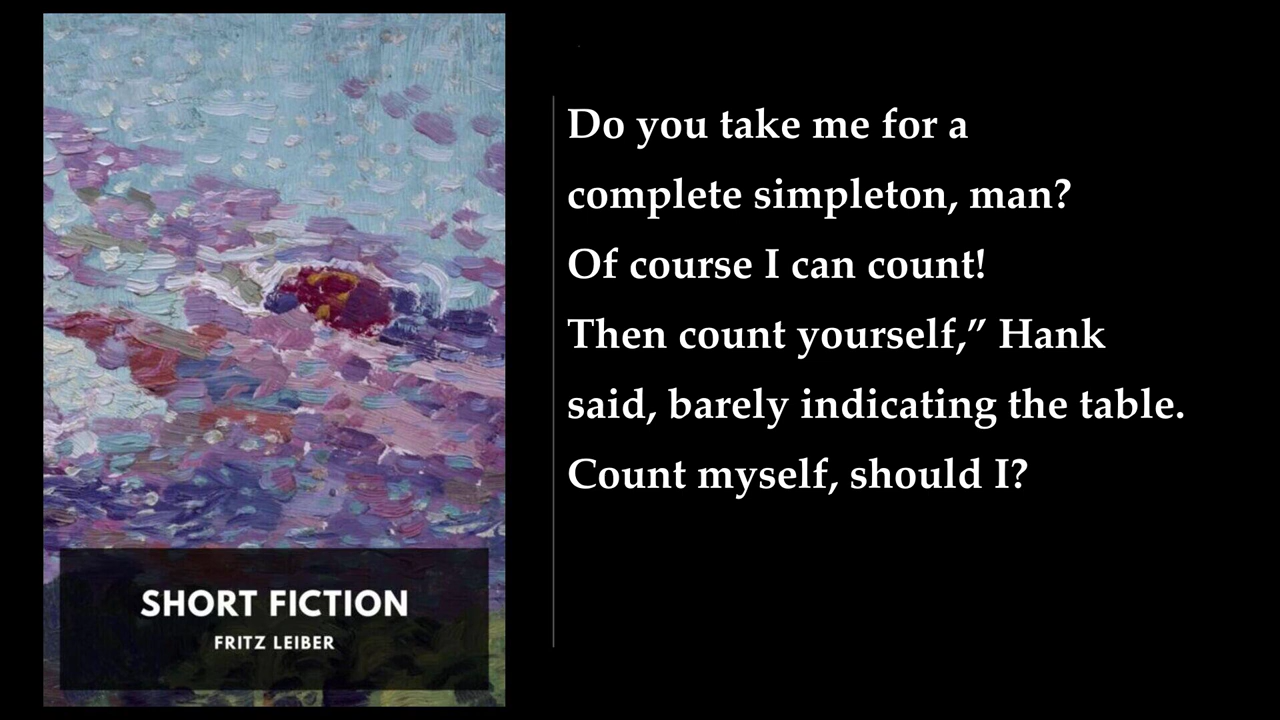 Do you take me for a
complete simpleton, man?
Of course I can count!
Then count yourself,” Hank
said, barely indicating the table.
Count myself, should I?
SHORT FICTION
FRITZ LEIBER